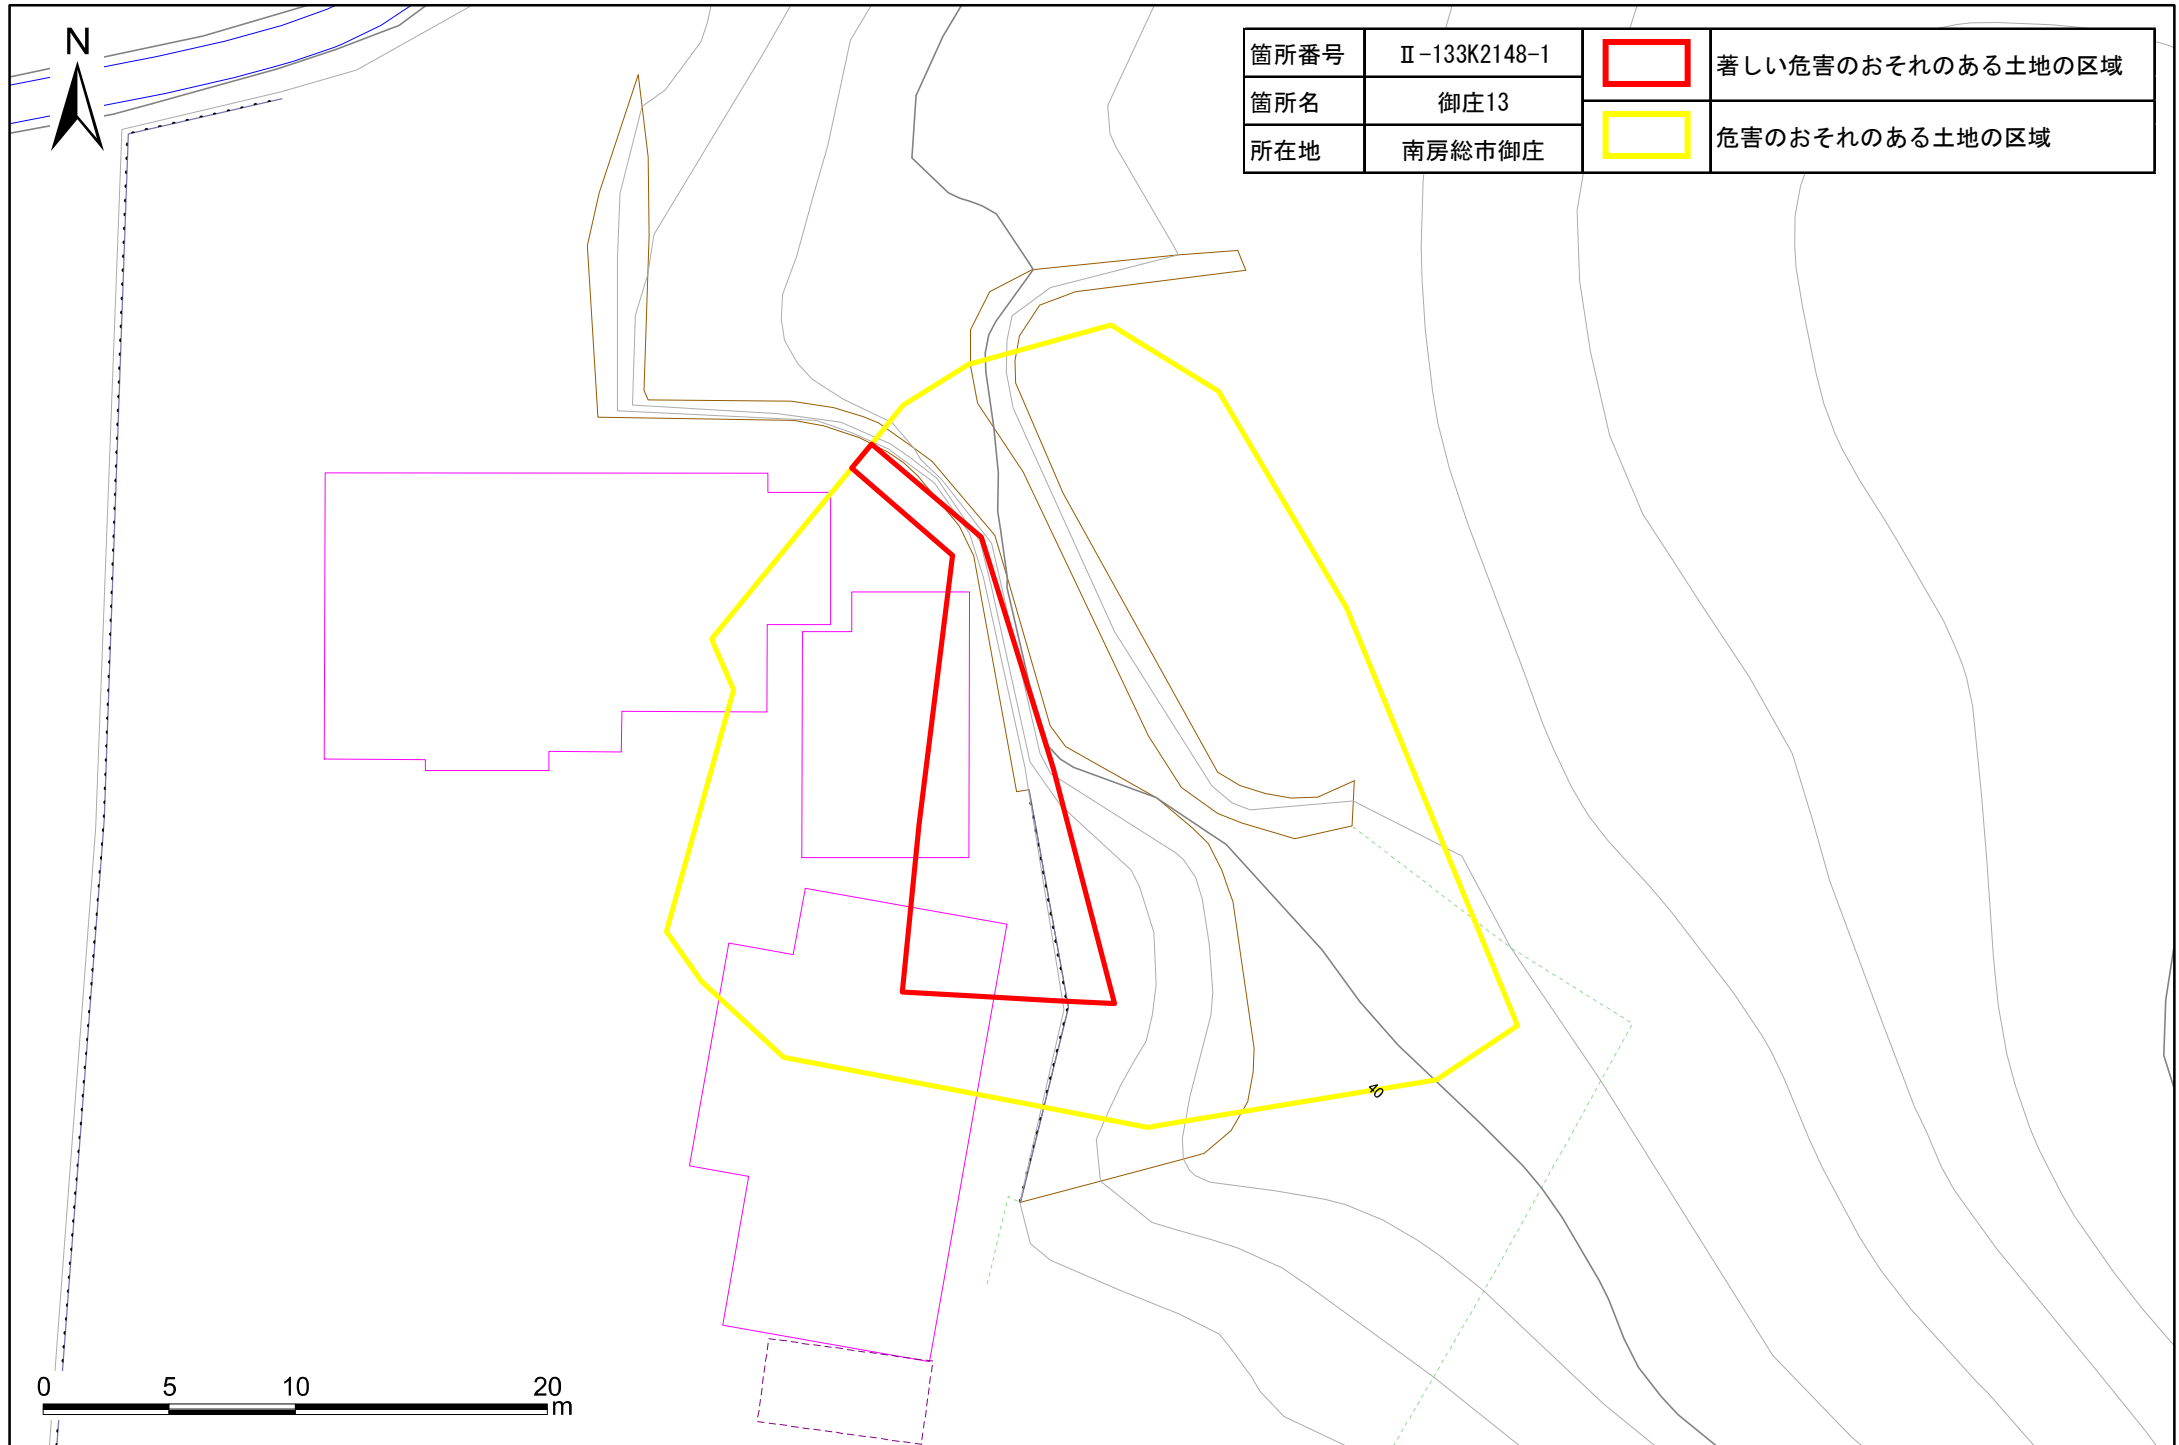 N
箇所番号 Ⅱ-133K2148-1 著しい危害のおそれのある土地の区域
箇所名 御庄13
所在地 南房総市御庄 危害のおそれのある土地の区域
40
0 5 10 20
m